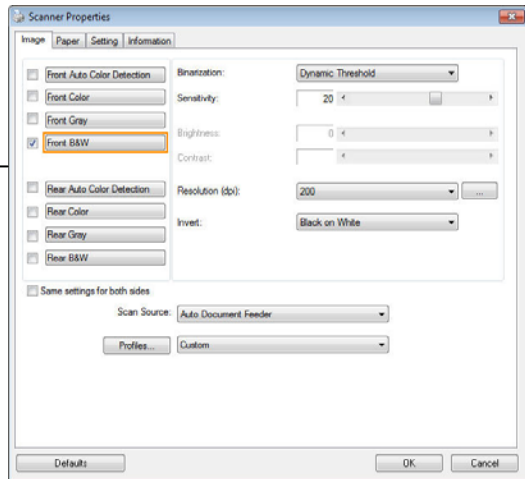 Scanner Properties
Image Paper Setting Information
Front Auto Color Detection
Front Color
Front Gray
Front B&W
Rear Auto Color Detection
Rear Color
Rear Gray
Rear B&W
Binarization: Dynamic Threshold
Sensitivity: 20
Brightness: 0
Contrast:
Resolution (dpi): 200 ...
Invert: Black on White
Same settings for both sides
Scan Source: Auto Document Feeder
Profiles... Custom
Defaults OK Cancel